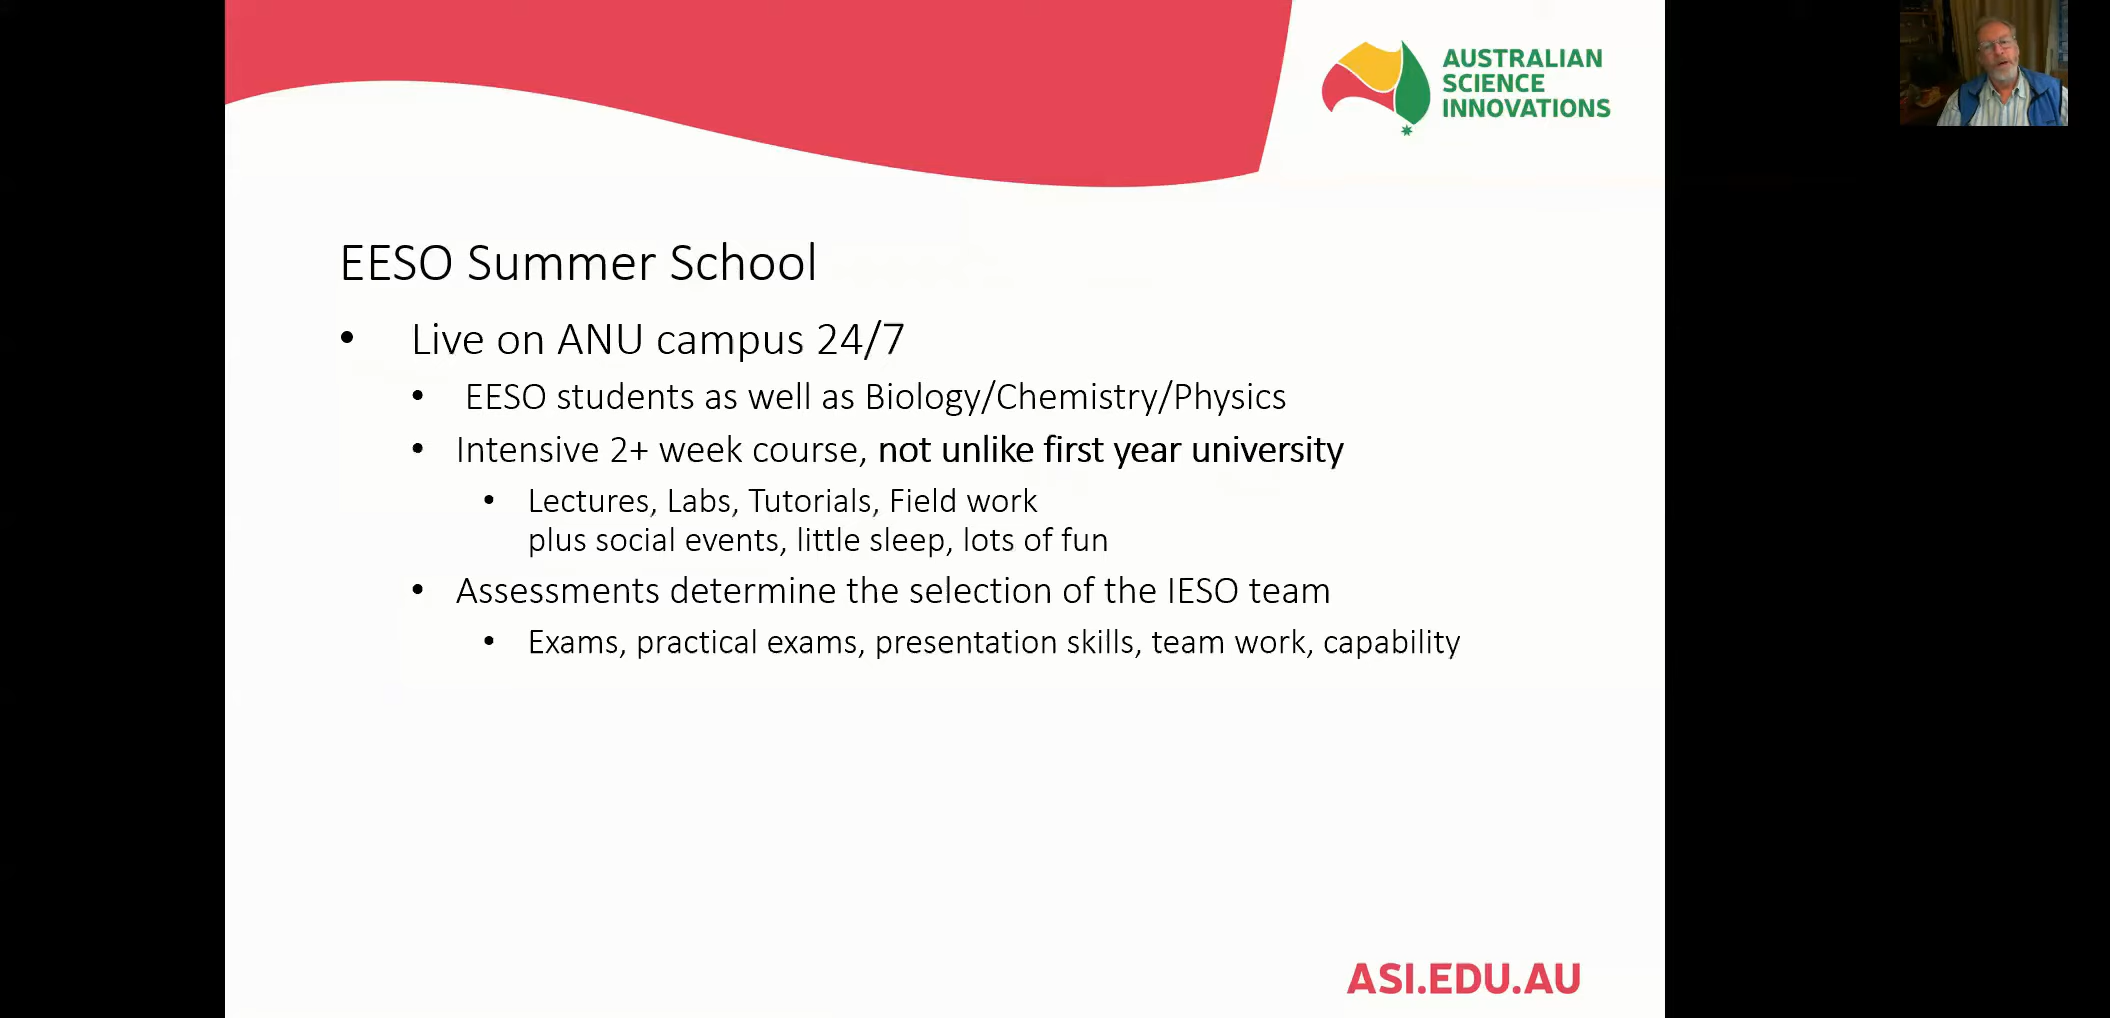 AUSTRALIAN
SCIENCE
INNOVATIONS
EESO Summer School
• Live on ANU campus 24/7
• EESO students as well as Biology/Chemistry/Physics
• Intensive 2+ week course, not unlike first year university
• Lectures, Labs, Tutorials, Field work
plus social events, little sleep, lots of fun
• Assessments determine the selection of the IESO team
• Exams, practical exams, presentation skills, team work, capability
ASI.EDU.AU